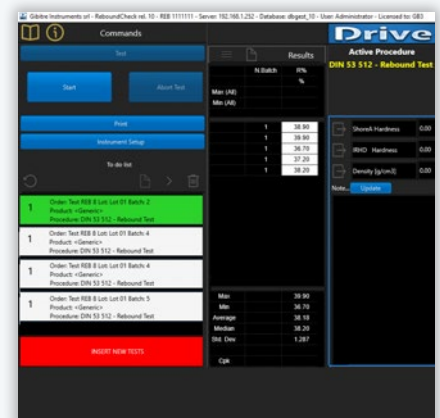 Gibitre Instruments srl - ReboundCheck rel. 10 - REB 1111111 - Server: 192.168.1.252 - Database: dbgest_10 - User: Administrator - Licensed to: GB3
Commands
Test
Start
Abort Test
Print
Instrument Setup
To do list
1
Order: Test REB 8 Lot: Lot 01 Batch: 2
Product: <Generic>
Procedure: DIN 53 512 - Rebound Test
1
Order: Test REB 8 Lot: Lot 01 Batch: 4
Product: <Generic>
Procedure: DIN 53 512 - Rebound Test
1
Order: Test REB 8 Lot: Lot 01 Batch: 4
Product: <Generic>
Procedure: DIN 53 512 - Rebound Test
1
Order: Test REB 8 Lot: Lot 01 Batch: 5
Product: <Generic>
Procedure: DIN 53 512 - Rebound Test
INSERT NEW TESTS
Results
N.Batch R%
%
Max (All)
Min (All)
1 38.90
1 39.90
1 36.70
1 37.20
1 38.20
Max 39.90
Min 36.70
Average 38.18
Median 38.20
Std. Dev. 1.287
Cpk
Drive
Active Procedure
DIN 53 512 - Rebound Test
ShoreA Hardness 0.00
IRHD Hardness 0.00
Density [g/cm3] 0.00
Note... Update